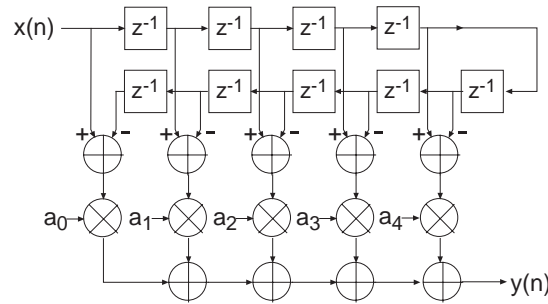 x(n) z⁻¹ z⁻¹ z⁻¹ z⁻¹
z⁻¹ z⁻¹ z⁻¹ z⁻¹ z⁻¹
+ - + - + - + - + -
a₀ a₁ a₂ a₃ a₄
y(n)